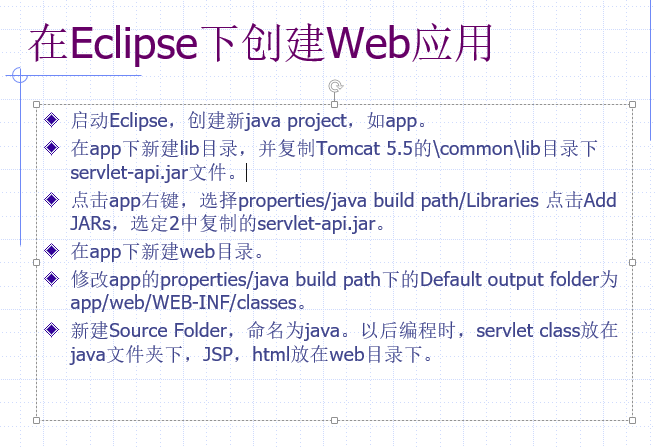 在Eclipse下创建Web应用
启动Eclipse，创建新java project，如app。
在app下新建lib目录，并复制Tomcat 5.5的\common\lib目录下
servlet-api.jar文件。
点击app右键，选择properties/java build path/Libraries 点击Add
JARs，选定2中复制的servlet-api.jar。
在app下新建web目录。
修改app的properties/java build path下的Default output folder为
app/web/WEB-INF/classes。
新建Source Folder，命名为java。以后编程时，servlet class放在
java文件夹下，JSP，html放在web目录下。